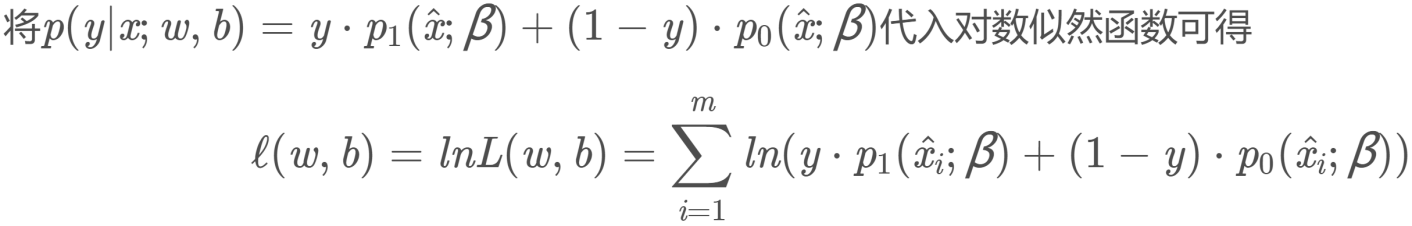 将p(y|x; w, b) = y · p₁(x̂; β) + (1 − y) · p₀(x̂; β)代入对数似然函数可得
ℓ(w, b) = lnL(w, b) = ∑_{i=1}^{m} ln(y · p₁(x̂ᵢ; β) + (1 − y) · p₀(x̂ᵢ; β))